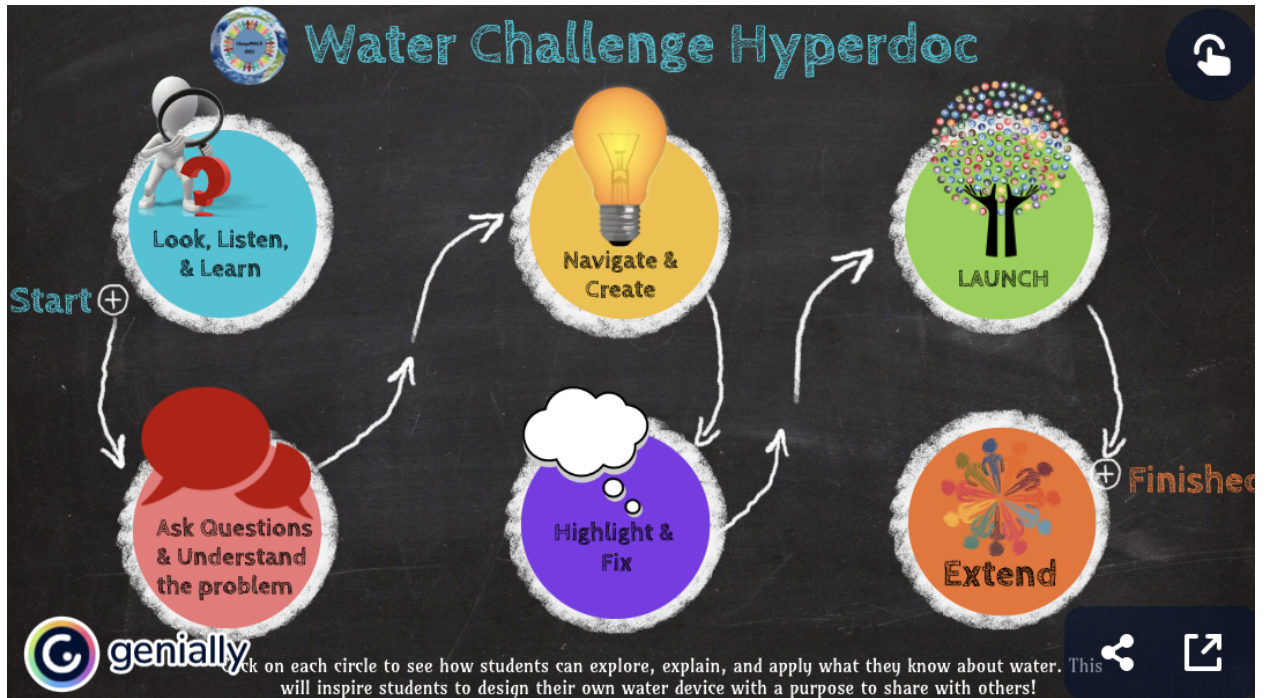 Water Challenge Hyperdoc
Look, Listen,
& Learn
Start
Ask Questions
& Understand
the problem
Navigate &
Create
Highlight &
Fix
LAUNCH
Extend
Finished
genially
ck on each circle to see how students can explore, explain, and apply what they know about water. This
will inspire students to design their own water device with a purpose to share with others!